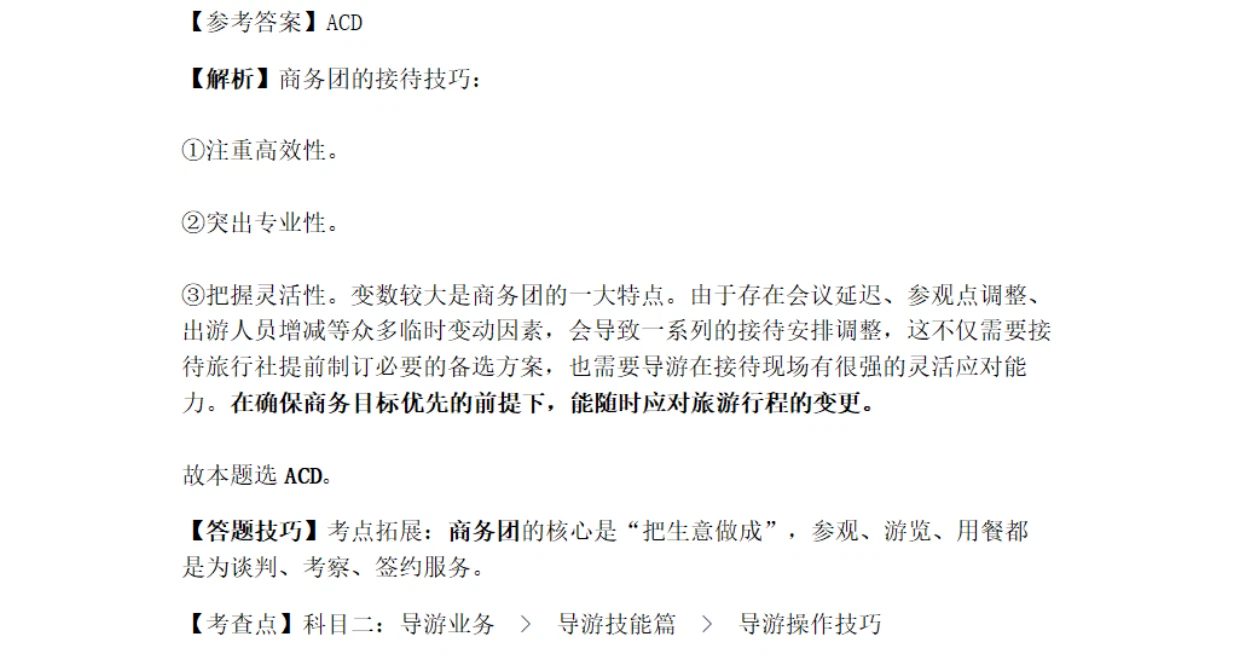 【参考答案】ACD
【解析】商务团的接待技巧：
①注重高效性。
②突出专业性。
③把握灵活性。变数较大是商务团的一大特点。由于存在会议延迟、参观点调整、
出游人员增减等众多临时变动因素，会导致一系列的接待安排调整，这不仅需要接
待旅行社提前制订必要的备选方案，也需要导游在接待现场有很强的灵活应对能
力。在确保商务目标优先的前提下，能随时应对旅游行程的变更。
故本题选 ACD。
【答题技巧】考点拓展：商务团的核心是“把生意做成”，参观、游览、用餐都
是为谈判、考察、签约服务。
【考查点】科目二：导游业务 > 导游技能篇 > 导游操作技巧